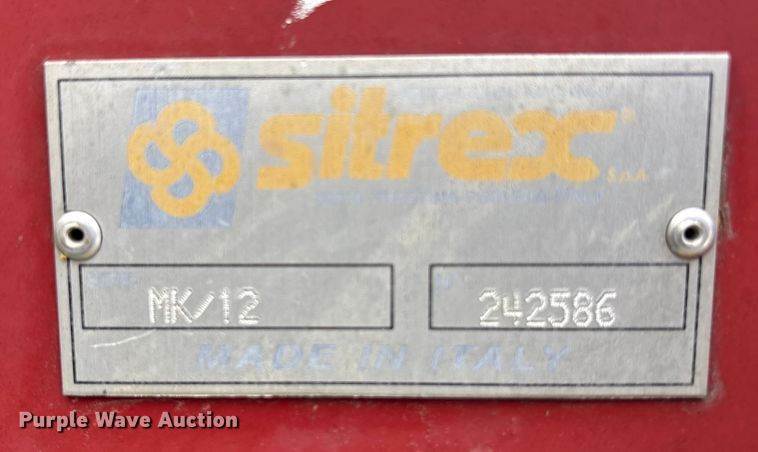 sitrex® S.p.A.
MK/12
242586
MADE IN ITALY
Purple Wave Auction